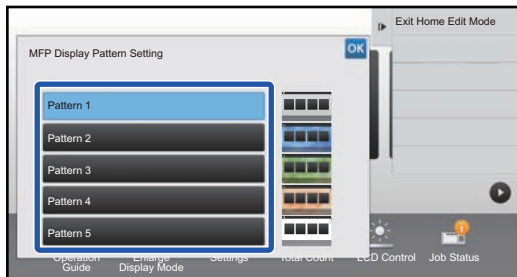 Exit Home Edit Mode
MFP Display Pattern Setting
OK
Pattern 1
Pattern 2
Pattern 3
Pattern 4
Pattern 5
Operation
Guide
Enlarge
Display Mode
Settings
Total Count
LCD Control
Job Status